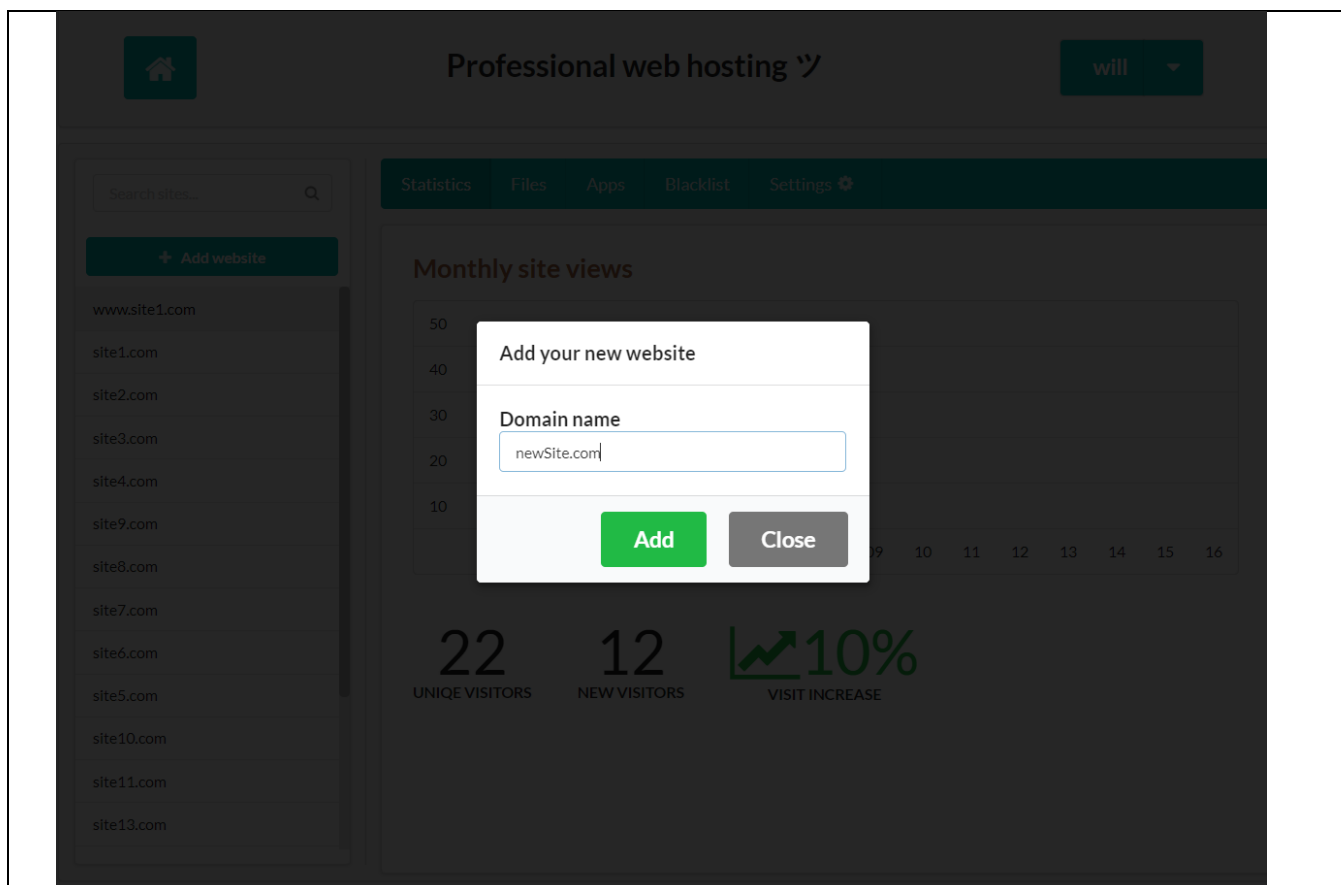 Professional web hosting ツ
will
Search sites...
Statistics Files Apps Blacklist Settings
Add website
www.site1.com
site1.com
site2.com
site3.com
site4.com
site9.com
site8.com
site7.com
site6.com
site5.com
site10.com
site11.com
site13.com
Monthly site views
50
40
30
20
10
10 11 12 13 14 15 16
Add your new website
Domain name
newSite.com
Add Close
22 12 10%
UNIQE VISITORS NEW VISITORS VISIT INCREASE